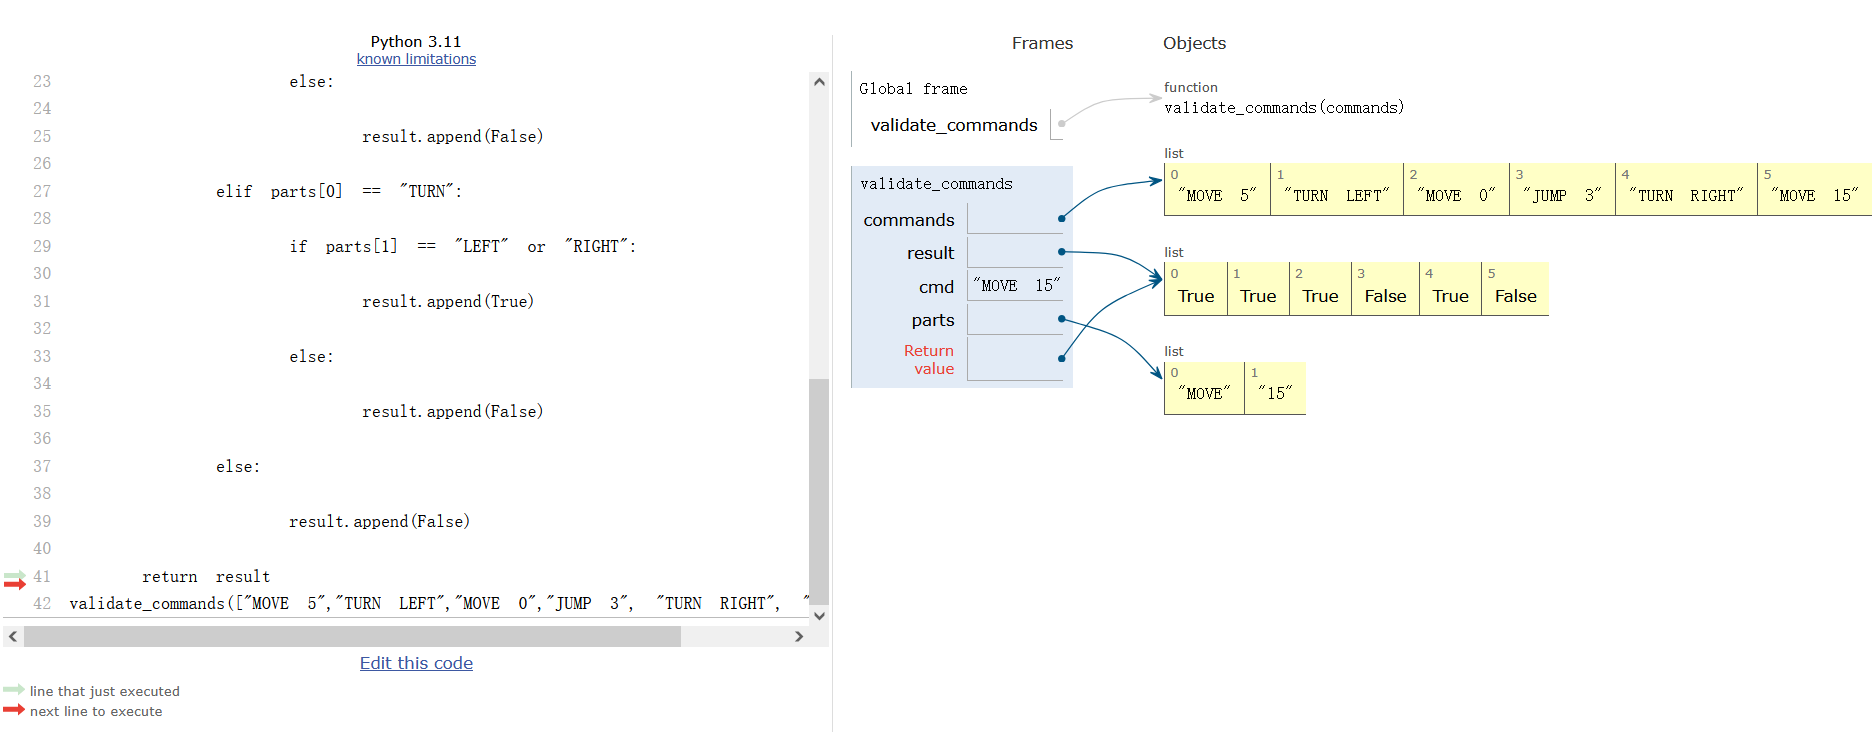 Python 3.11
known limitations
23 else:
24
25 result.append(False)
26
27 elif parts[0] == "TURN":
28
29 if parts[1] == "LEFT" or "RIGHT":
30
31 result.append(True)
32
33 else:
34
35 result.append(False)
36
37 else:
38
39 result.append(False)
40
41 return result
42 validate_commands(["MOVE 5","TURN LEFT","MOVE 0","JUMP 3", "TURN RIGHT", "
Edit this code
line that just executed
next line to execute
Frames
Objects
Global frame
validate_commands
function
validate_commands(commands)
validate_commands
commands
result
cmd "MOVE 15"
parts
Return
value
list
0 1 2 3 4 5
"MOVE 5" "TURN LEFT" "MOVE 0" "JUMP 3" "TURN RIGHT" "MOVE 15"
list
0 1 2 3 4 5
True True True False True False
list
0 1
"MOVE" "15"